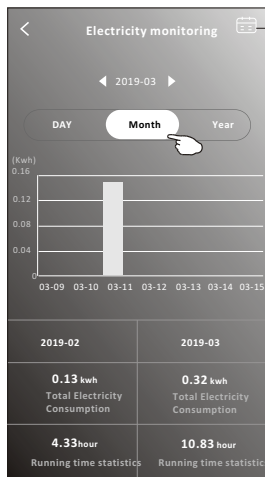 Electricity monitoring
2019-03
DAY Month Year
(Kwh)
0.16
0.12
0.08
0.04
0
03-09 03-10 03-11 03-12 03-13 03-14 03-15
2019-02 2019-03
0.13 kwh 0.32 kwh
Total Electricity Total Electricity
Consumption Consumption
4.33hour 10.83 hour
Running time statistics Running time statistic